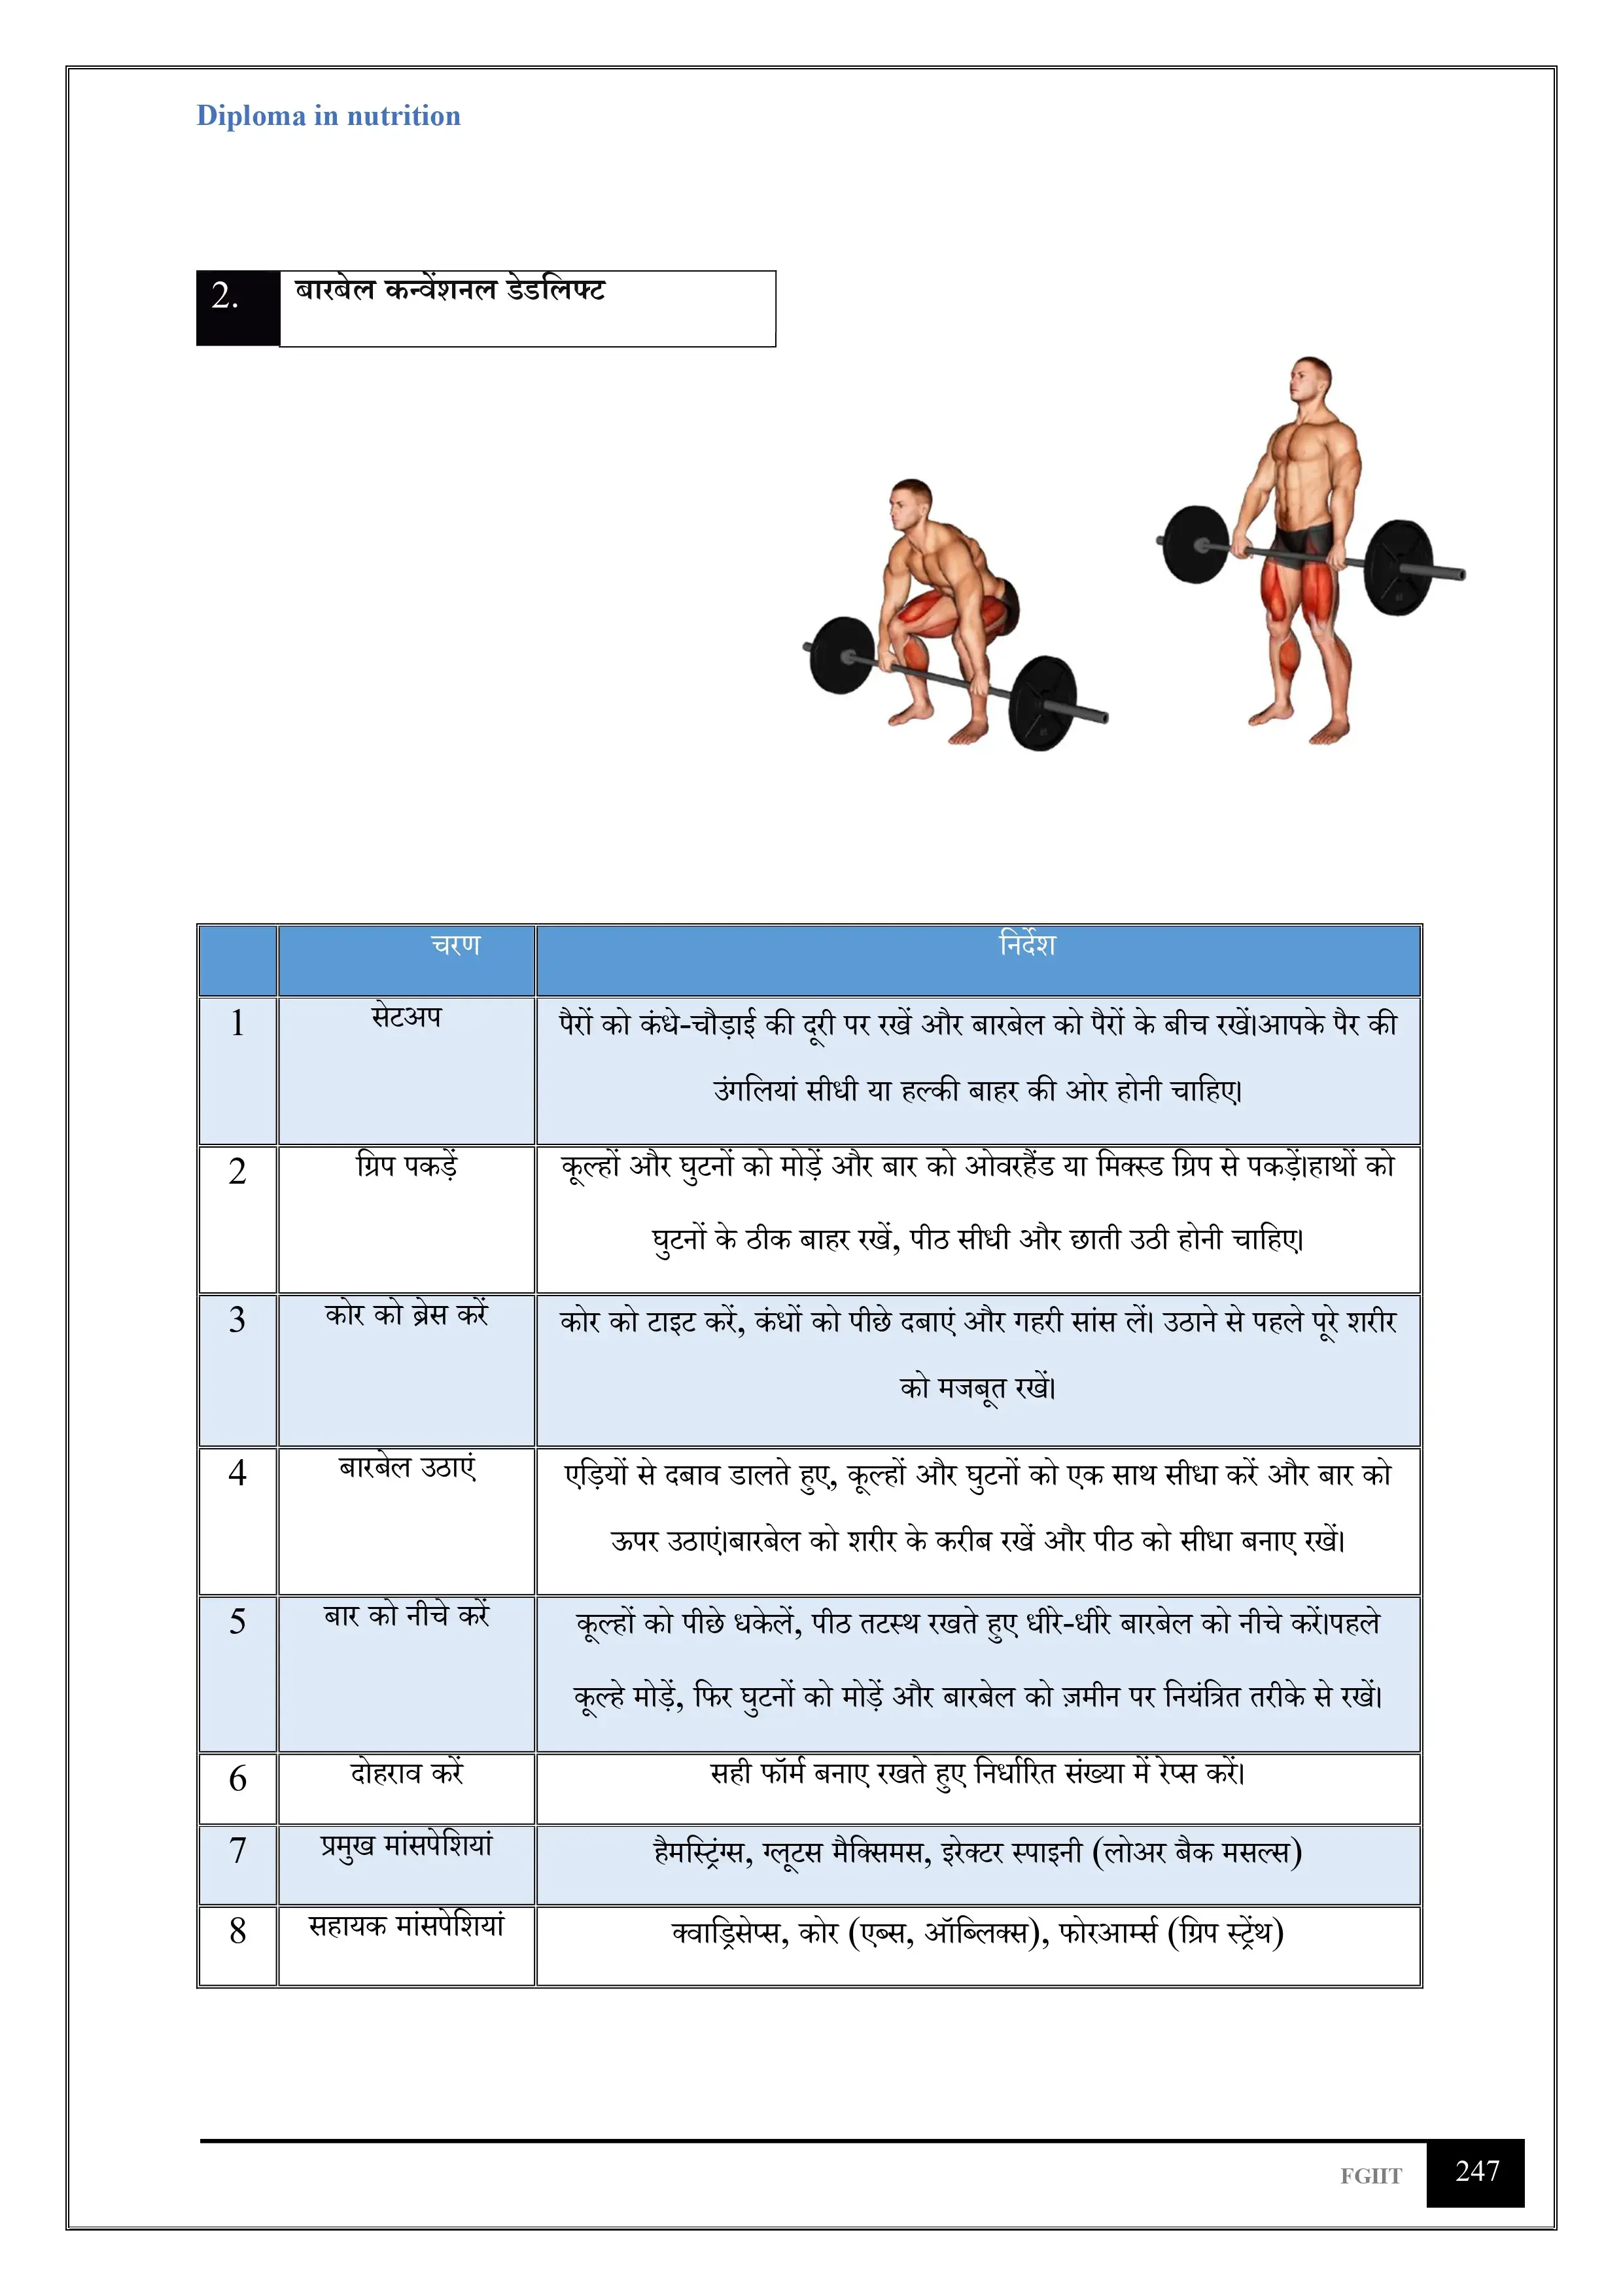 Diploma in nutrition
2. बारबेल कन्वेंशनल डेडलिफ्ट
चरण निर्देश
1 सेटअप पैरों को कंधे-चौड़ाई की दूरी पर रखें और बारबेल को पैरों के बीच रखें।आपके पैर की
उंगलियां सीधी या हल्की बाहर की ओर होनी चाहिए।
2 ग्रिप पकड़ें कूल्हों और घुटनों को मोड़ें और बार को ओवरहैंड या मिक्स्ड ग्रिप से पकड़ें।हाथों को
घुटनों के ठीक बाहर रखें, पीठ सीधी और छाती उठी होनी चाहिए।
3 कोर को ब्रेस करें कोर को टाइट करें, कंधों को पीछे दबाएं और गहरी सांस लें। उठाने से पहले पूरे शरीर
को मजबूत रखें।
4 बारबेल उठाएं एड़ियों से दबाव डालते हुए, कूल्हों और घुटनों को एक साथ सीधा करें और बार को
ऊपर उठाएं।बारबेल को शरीर के करीब रखें और पीठ को सीधा बनाए रखें।
5 बार को नीचे करें कूल्हों को पीछे धकेलें, पीठ तटस्थ रखते हुए धीरे-धीरे बारबेल को नीचे करें।पहले
कूल्हे मोड़ें, फिर घुटनों को मोड़ें और बारबेल को ज़मीन पर नियंत्रित तरीके से रखें।
6 दोहराव करें सही फॉर्म बनाए रखते हुए निर्धारित संख्या में रेप्स करें।
7 प्रमुख मांसपेशियां हैमस्ट्रिंग्स, ग्लूटस मैक्सिमस, इरेक्टर स्पाइनी (लोअर बैक मसल्स)
8 सहायक मांसपेशियां क्वाड्रिसेप्स, कोर (एब्स, ऑब्लिक्स), फोरआर्म्स (ग्रिप स्ट्रेंथ)
FGIIT 247